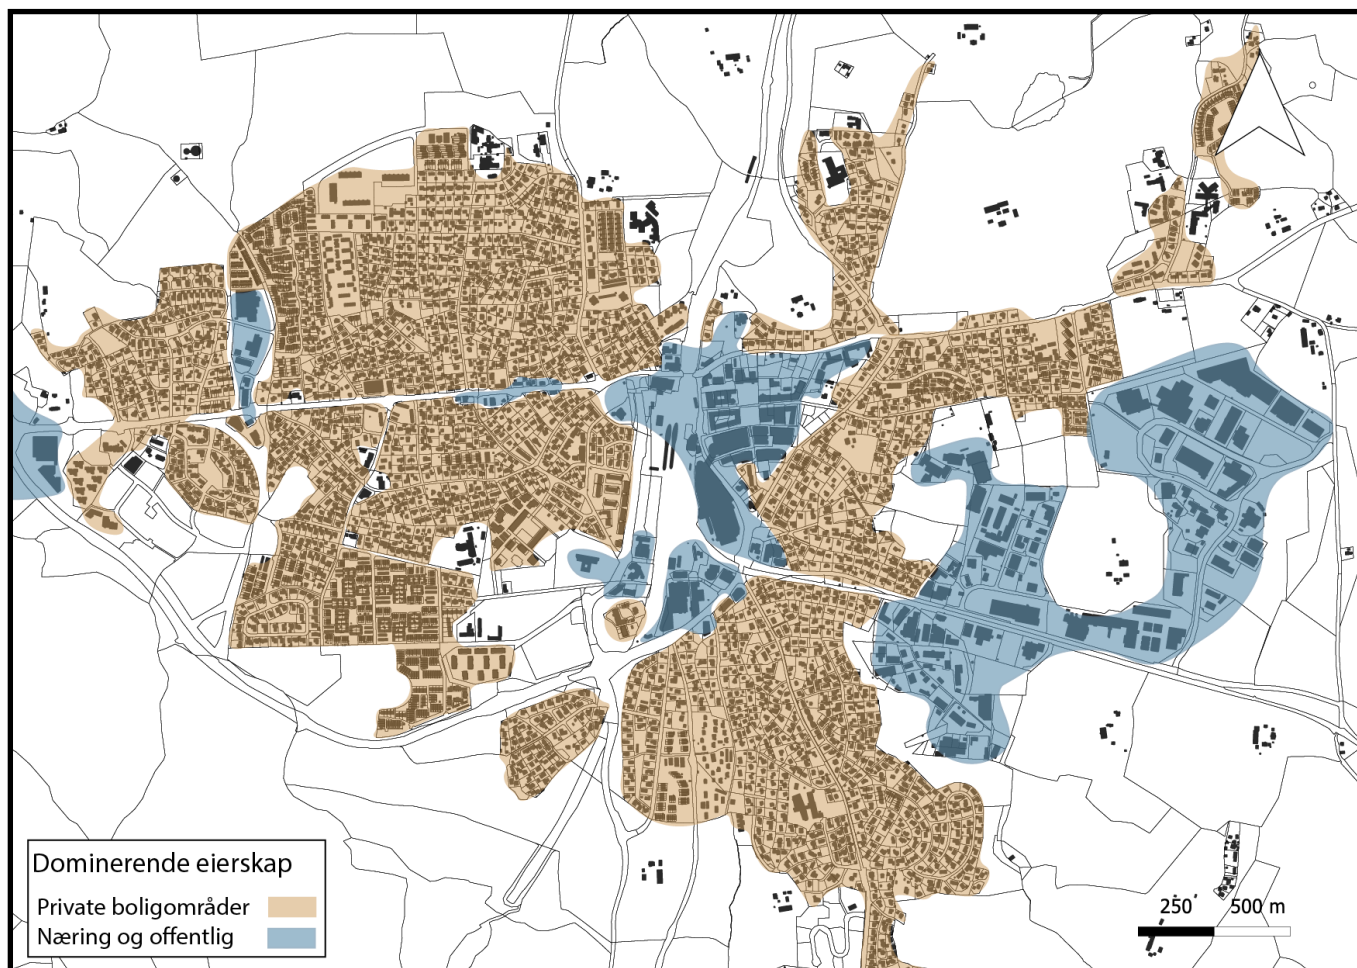 Dominerende eierskap
Private boligområder
Næring og offentlig
250 500 m